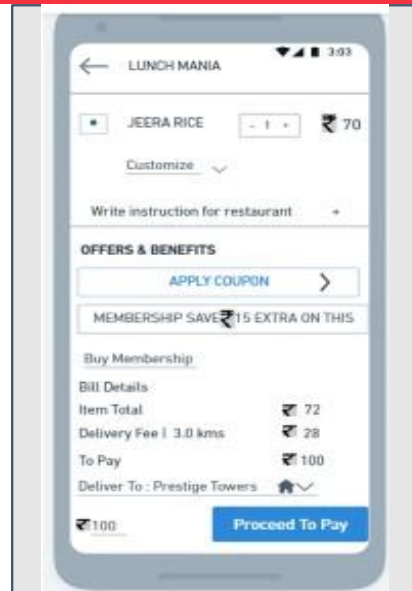 3:03
LUNCH MANIA
JEERA RICE - 1 + ₹ 70
Customize
Write instruction for restaurant +
OFFERS & BENEFITS
APPLY COUPON >
MEMBERSHIP SAVE ₹ 15 EXTRA ON THIS
Buy Membership
Bill Details
Item Total ₹ 72
Delivery Fee | 3.0 kms ₹ 28
To Pay ₹ 100
Deliver To : Prestige Towers
₹ 100 Proceed To Pay